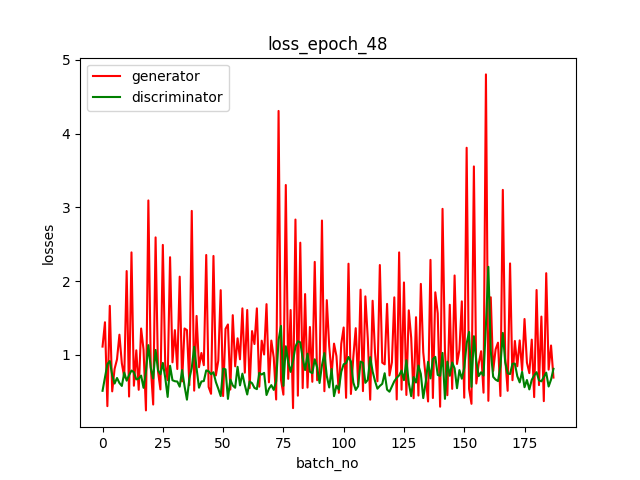 loss_epoch_48
generator
discriminator
losses
5
4
3
2
1
0 25 50 75 100 125 150 175
batch_no